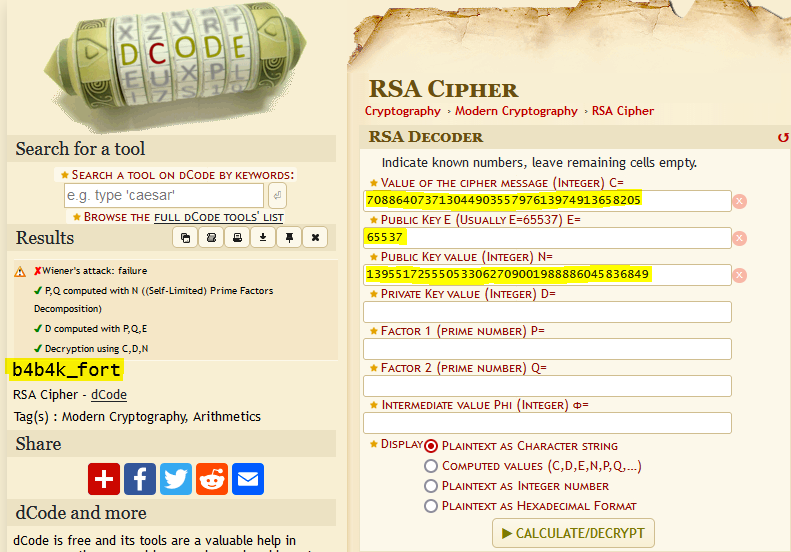 DCODE
Search for a tool
★ SEARCH A TOOL ON DCODE BY KEYWORDS:
e.g. type 'caesar'
★ BROWSE THE FULL DCODE TOOLS' LIST
Results
✘Wiener's attack: failure
✔ P,Q computed with N ((Self-Limited) Prime Factors
Decomposition)
✔ D computed with P,Q,E
✔ Decryption using C,D,N
b4b4k_fort
RSA Cipher - dCode
Tag(s) : Modern Cryptography, Arithmetics
Share
dCode and more
dCode is free and its tools are a valuable help in
RSA CIPHER
Cryptography › Modern Cryptography › RSA Cipher
RSA DECODER
Indicate known numbers, leave remaining cells empty.
★ VALUE OF THE CIPHER MESSAGE (INTEGER) C=
70886407371304490355797613974913658205
★ PUBLIC KEY E (USUALLY E=65537) E=
65537
★ PUBLIC KEY VALUE (INTEGER) N=
139551725550533062709001988886045836849
★ PRIVATE KEY VALUE (INTEGER) D=
★ FACTOR 1 (PRIME NUMBER) P=
★ FACTOR 2 (PRIME NUMBER) Q=
★ INTERMEDIATE VALUE PHI (INTEGER) Φ=
★ DISPLAY PLAINTEXT AS CHARACTER STRING
COMPUTED VALUES (C,D,E,N,P,Q,…)
PLAINTEXT AS INTEGER NUMBER
PLAINTEXT AS HEXADECIMAL FORMAT
▶ CALCULATE/DECRYPT